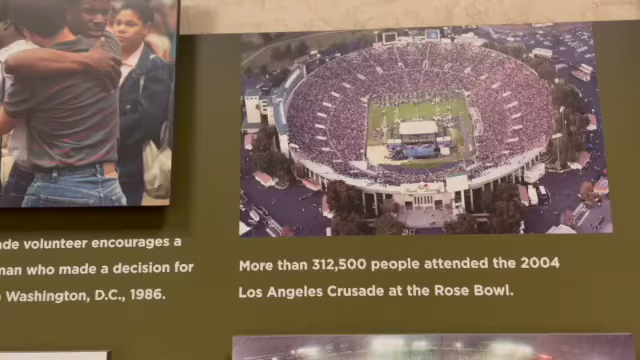 ade volunteer encourages a
man who made a decision for
Washington, D.C., 1986.
More than 312,500 people attended the 2004
Los Angeles Crusade at the Rose Bowl.